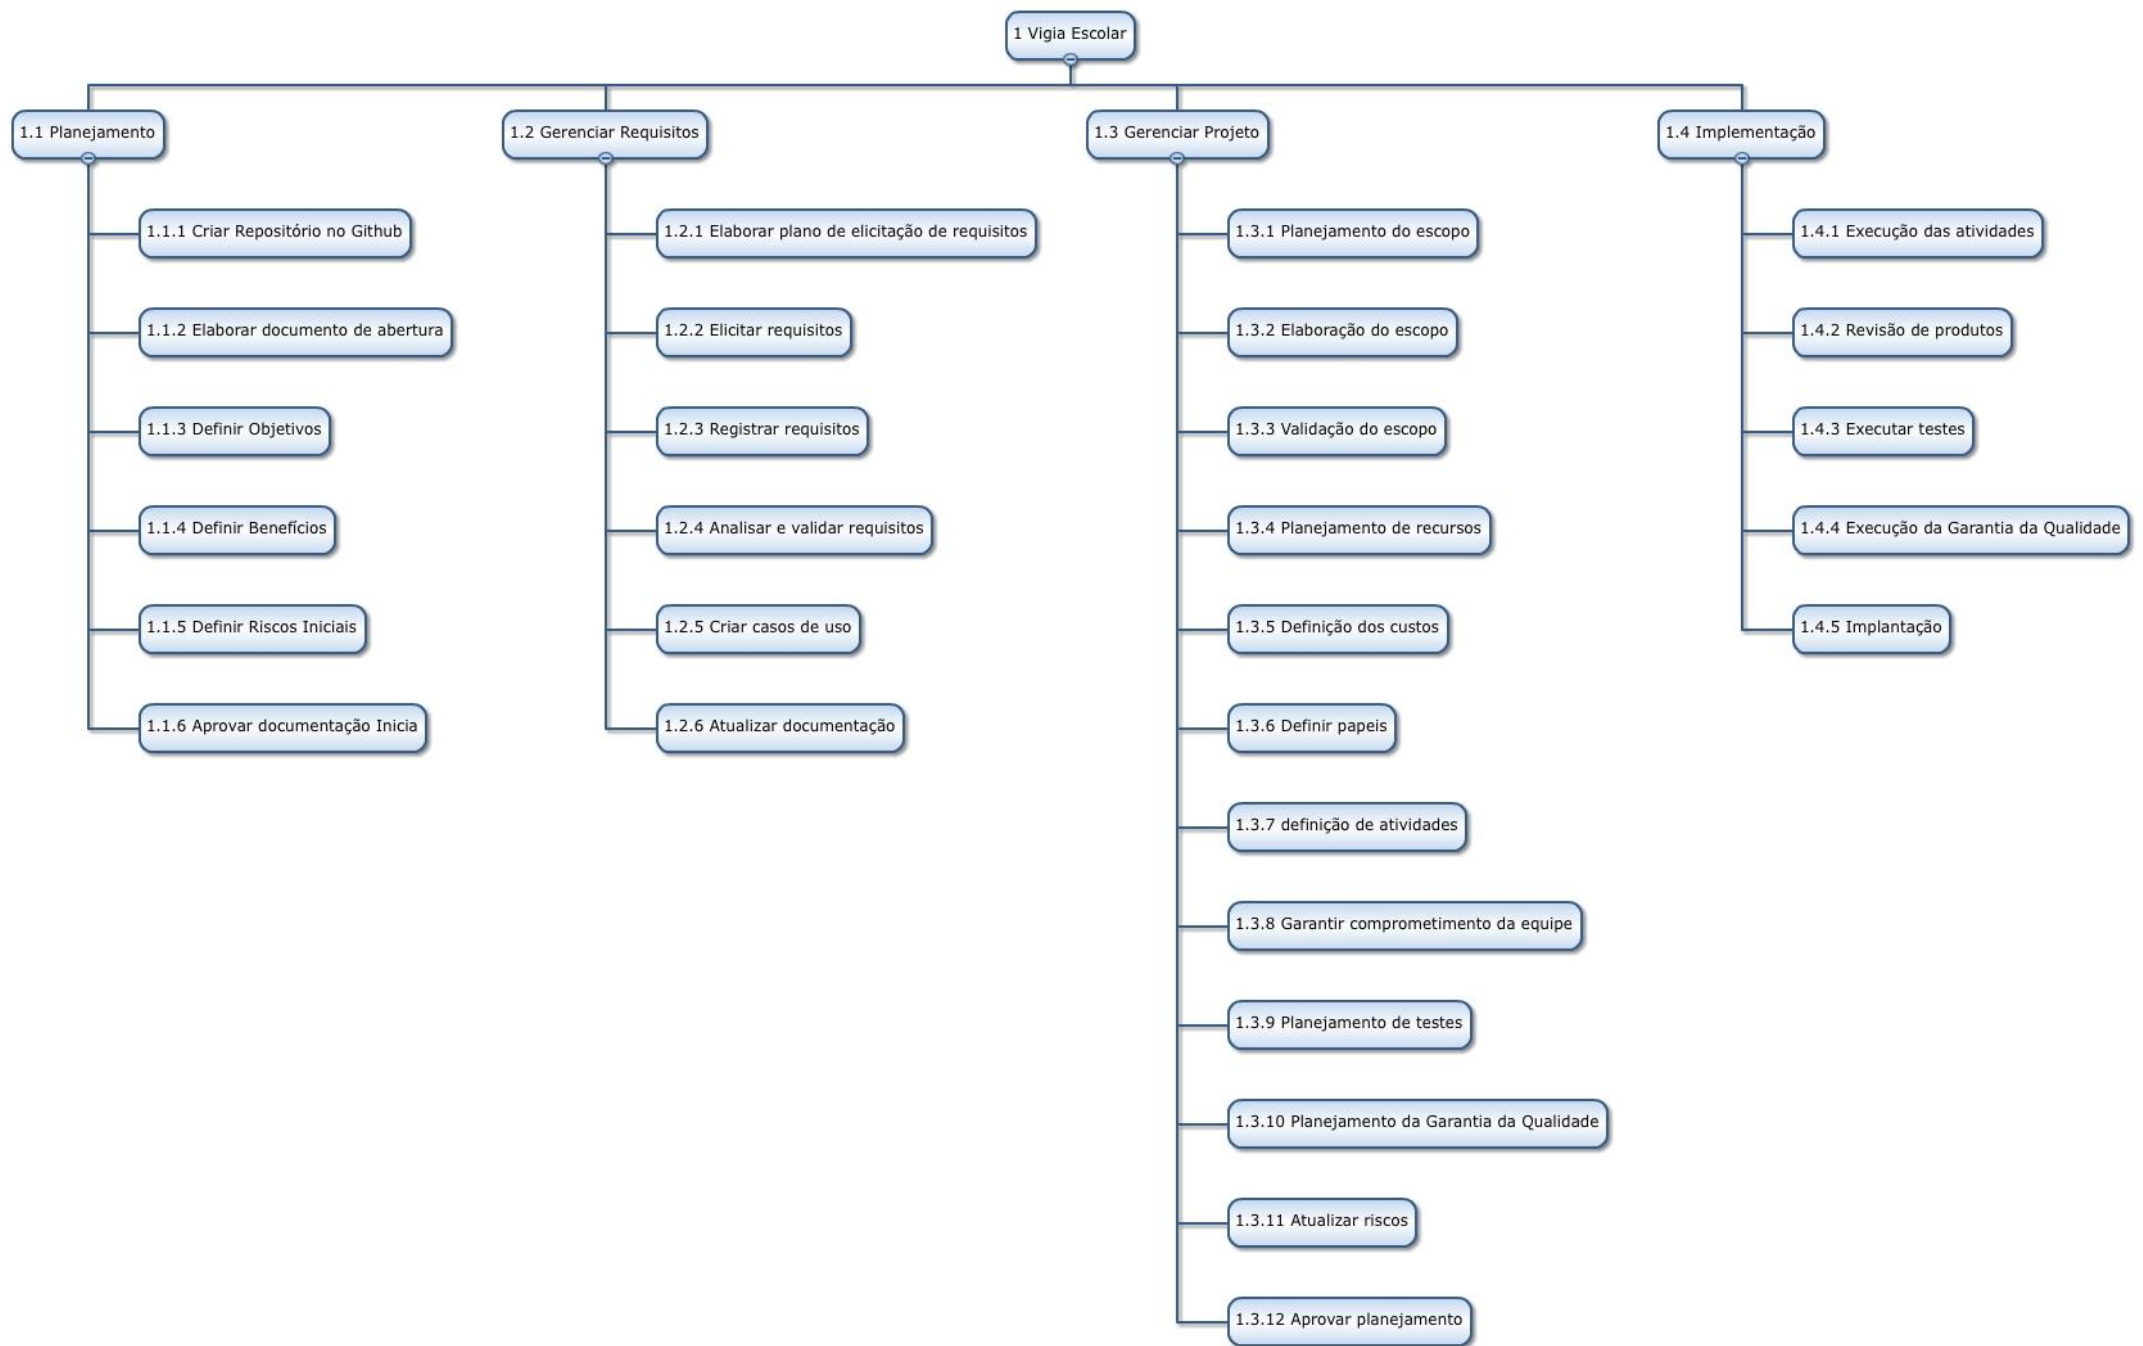 1 Vigia Escolar
1.1 Planejamento
1.1.1 Criar Repositório no Github
1.1.2 Elaborar documento de abertura
1.1.3 Definir Objetivos
1.1.4 Definir Benefícios
1.1.5 Definir Riscos Iniciais
1.1.6 Aprovar documentação Inicia
1.2 Gerenciar Requisitos
1.2.1 Elaborar plano de elicitação de requisitos
1.2.2 Elicitar requisitos
1.2.3 Registrar requisitos
1.2.4 Analisar e validar requisitos
1.2.5 Criar casos de uso
1.2.6 Atualizar documentação
1.3 Gerenciar Projeto
1.3.1 Planejamento do escopo
1.3.2 Elaboração do escopo
1.3.3 Validação do escopo
1.3.4 Planejamento de recursos
1.3.5 Definição dos custos
1.3.6 Definir papeis
1.3.7 definição de atividades
1.3.8 Garantir comprometimento da equipe
1.3.9 Planejamento de testes
1.3.10 Planejamento da Garantia da Qualidade
1.3.11 Atualizar riscos
1.3.12 Aprovar planejamento
1.4 Implementação
1.4.1 Execução das atividades
1.4.2 Revisão de produtos
1.4.3 Executar testes
1.4.4 Execução da Garantia da Qualidade
1.4.5 Implantação